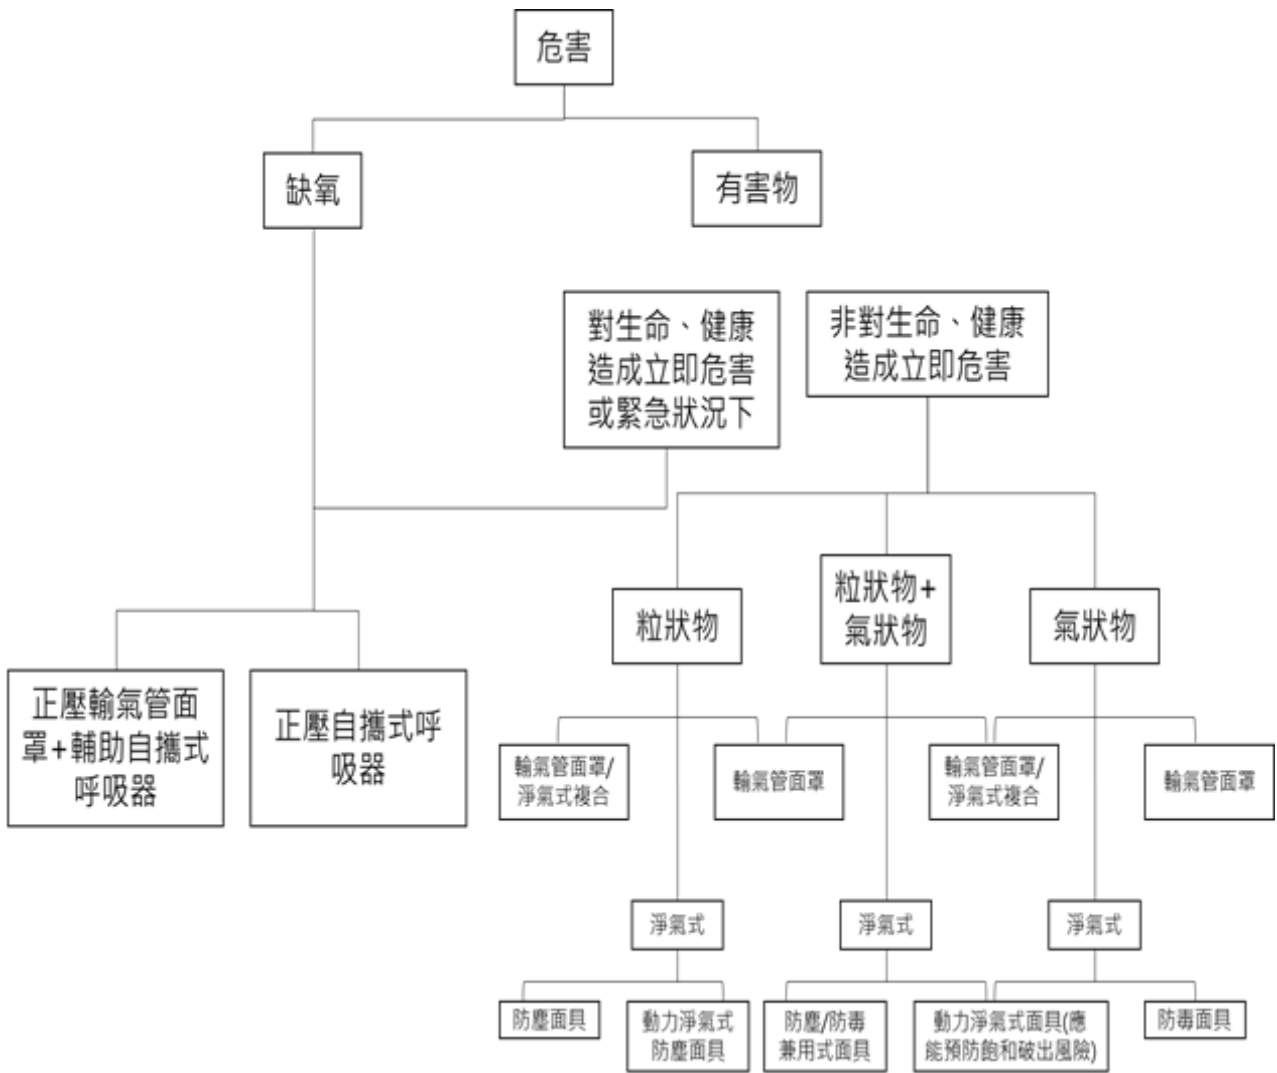 危害
缺氧
有害物
對生命、健康
造成立即危害
或緊急狀況下
非對生命、健康
造成立即危害
粒狀物
粒狀物+
氣狀物
氣狀物
正壓輸氣管面
罩+輔助自攜式
呼吸器
正壓自攜式呼
吸器
輸氣管面罩/
淨氣式複合
輸氣管面罩
輸氣管面罩/
淨氣式複合
輸氣管面罩
淨氣式
淨氣式
淨氣式
防塵面具
動力淨氣式
防塵面具
防塵/防毒
兼用式面具
動力淨氣式面具(應
能預防飽和破出風險)
防毒面具